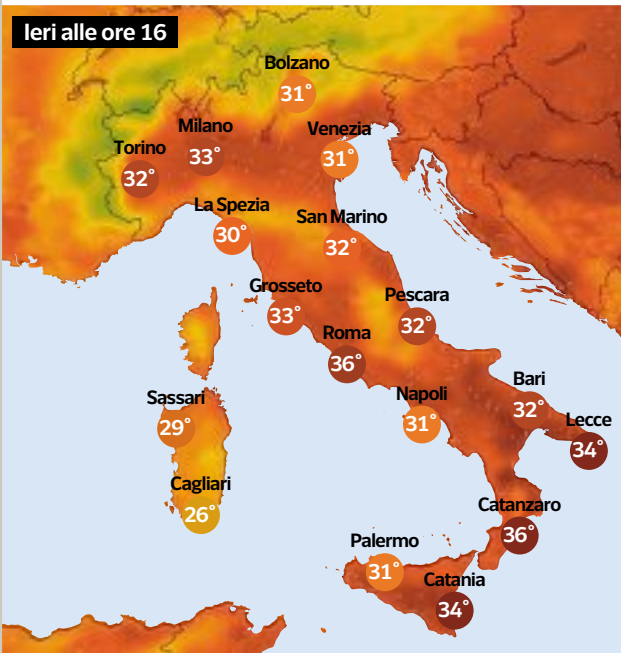 Ieri alle ore 16
Bolzano
31°
Milano
33°
Venezia
31°
Torino
32°
La Spezia
30°
San Marino
32°
Grosseto
33°
Pescara
32°
Roma
36°
Bari
32°
Napoli
31°
Sassari
29°
Lecce
34°
Cagliari
26°
Catanzaro
36°
Palermo
31°
Catania
34°